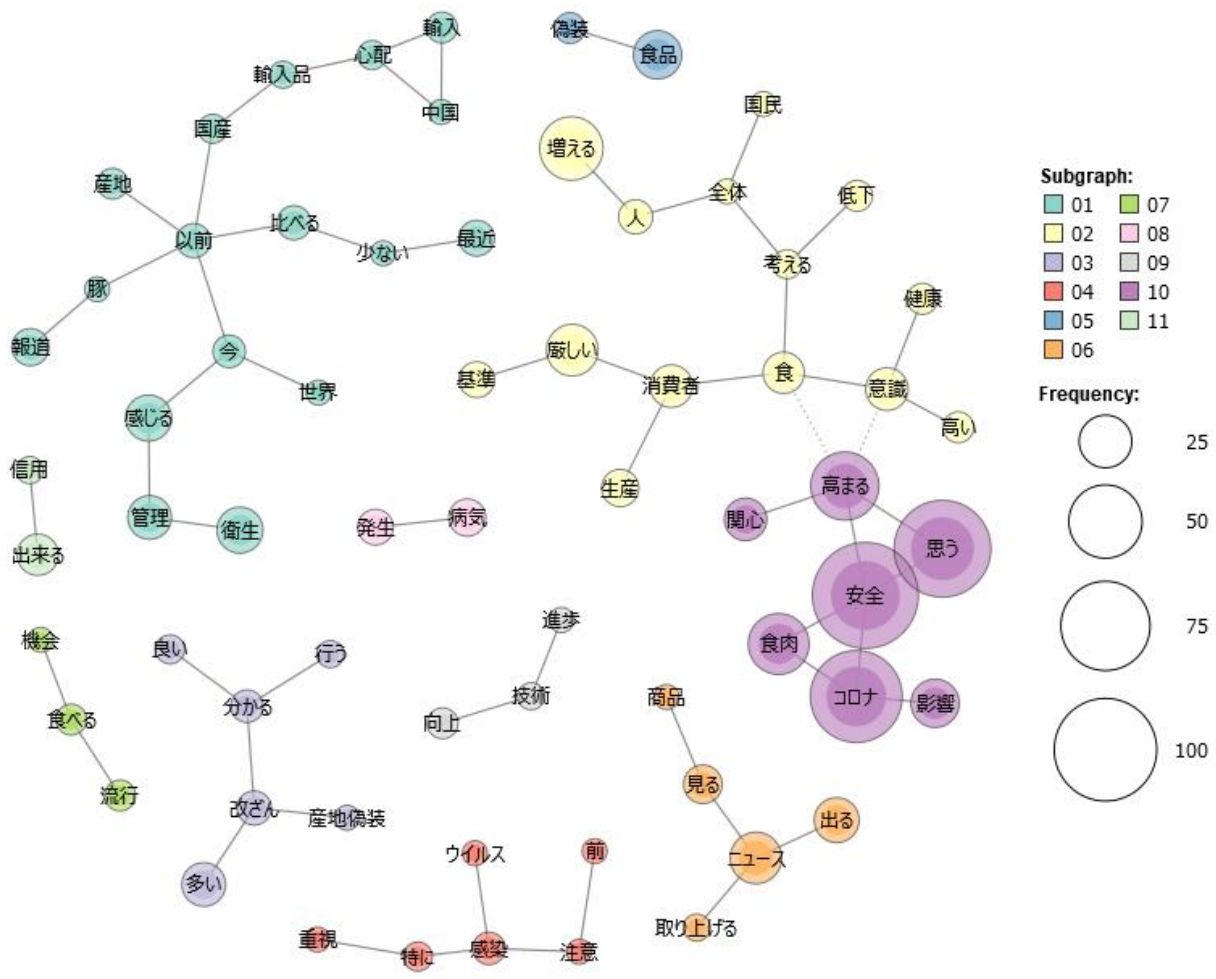 輸入
心配
輸入品
中国
国産
産地
以前
比べる
少ない
最近
豚
報道
今
世界
感じる
管理
衛生
偽装
食品
国民
増える
人
全体
低下
考える
健康
厳しい
基準
消費者
食
意識
高い
生産
高まる
関心
思う
安全
食肉
コロナ
影響
信用
出来る
発生
病気
機会
食べる
流行
良い
行う
分かる
改ざん
産地偽装
多い
進歩
技術
向上
商品
見る
出る
ニュース
取り上げる
ウイルス
前
重視
特に
感染
注意
Subgraph:
01 07
02 08
03 09
04 10
05 11
06
Frequency:
25
50
75
100